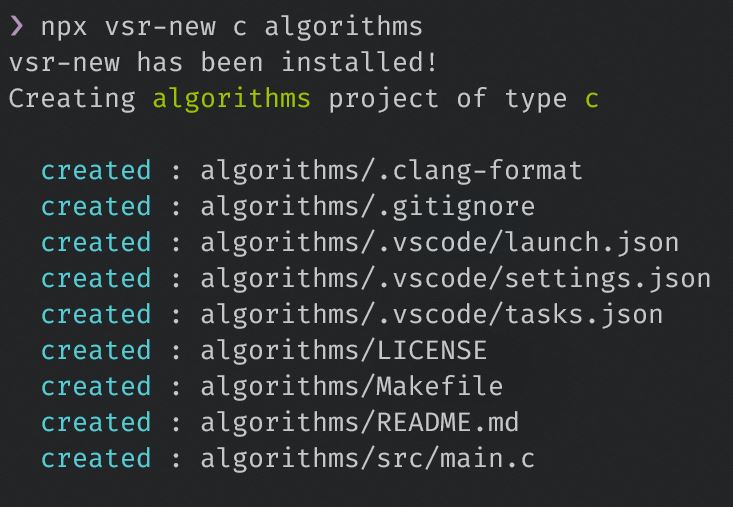 ❯ npx vsr-new c algorithms
vsr-new has been installed!
Creating algorithms project of type c
created : algorithms/.clang-format
created : algorithms/.gitignore
created : algorithms/.vscode/launch.json
created : algorithms/.vscode/settings.json
created : algorithms/.vscode/tasks.json
created : algorithms/LICENSE
created : algorithms/Makefile
created : algorithms/README.md
created : algorithms/src/main.c